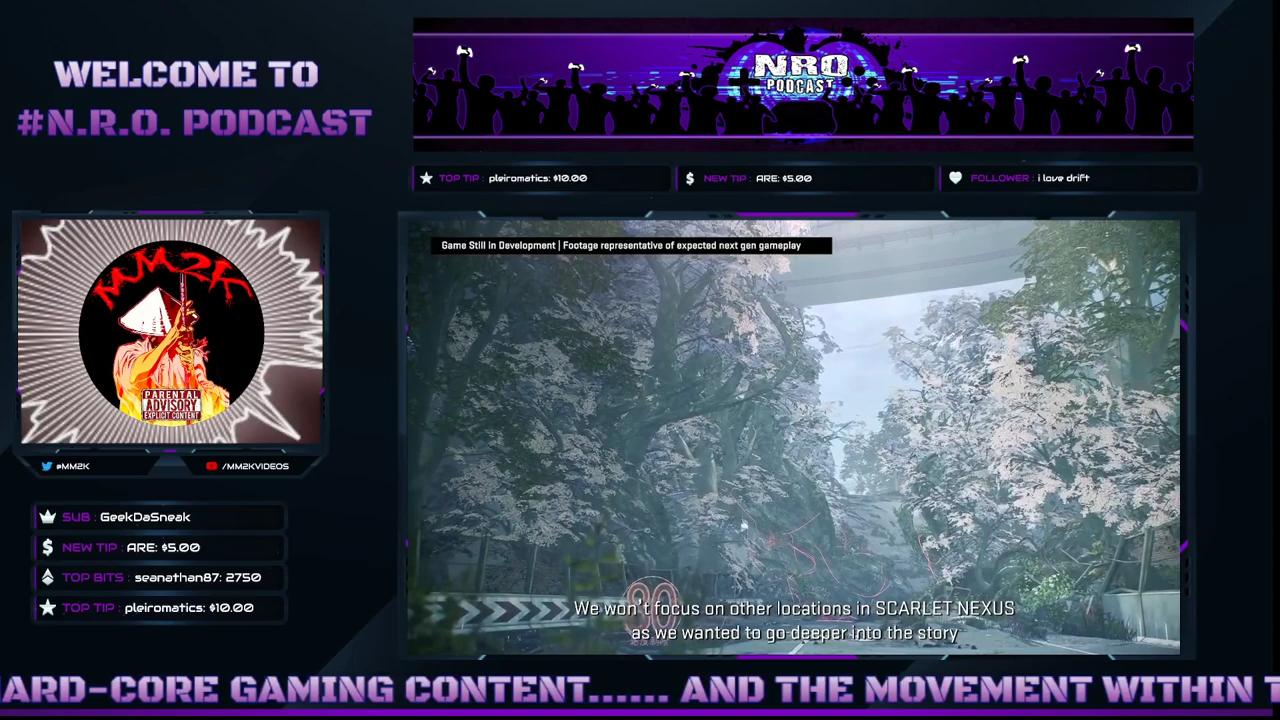 WELCOME TO
#N.R.O. PODCAST
NRO
PODCAST
TOP TIP : pleiromatics: $10.00
NEW TIP : ARE: $5.00
FOLLOWER : i love drift
MM2K
PARENTAL
ADVISORY
EXPLICIT CONTENT
@MM2K
/MM2KVIDEOS
SUB : GeekDaSneak
NEW TIP : ARE: $5.00
TOP BITS : seanathan87: 2750
TOP TIP : pleiromatics: $10.00
Game Still In Development | Footage representative of expected next gen gameplay
30
We won't focus on other locations in SCARLET NEXUS
as we wanted to go deeper into the story
ARD-CORE GAMING CONTENT...... AND THE MOVEMENT WITHIN T